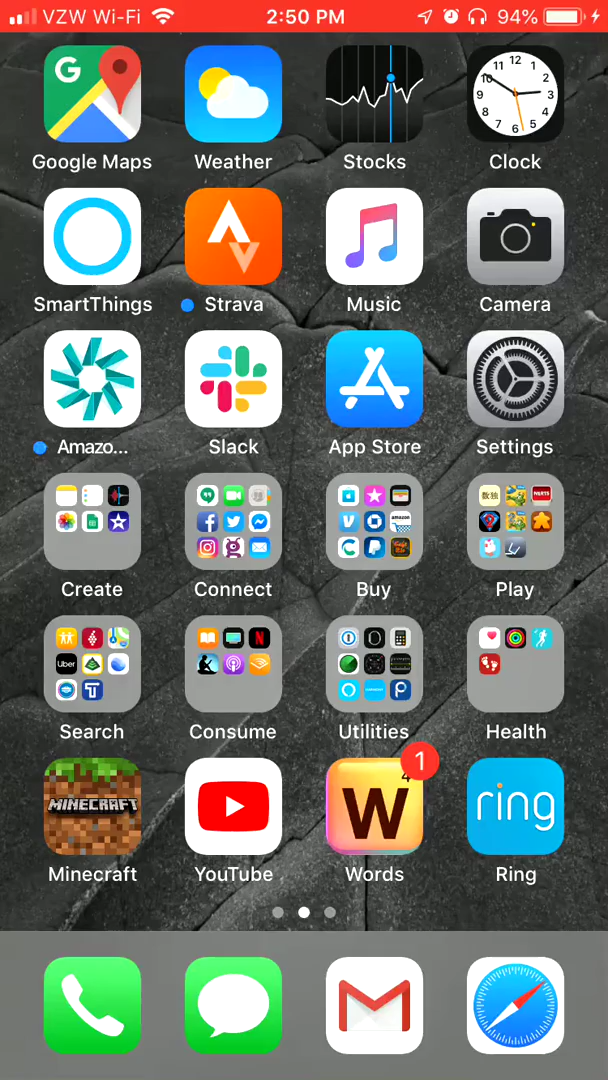 VZW Wi-Fi 2:50 PM 94%
Google Maps Weather Stocks Clock
SmartThings Strava Music Camera
Amazo... Slack App Store Settings
Create Connect Buy Play
Search Consume Utilities Health
MINECRAFT W 1 ring
Minecraft YouTube Words Ring